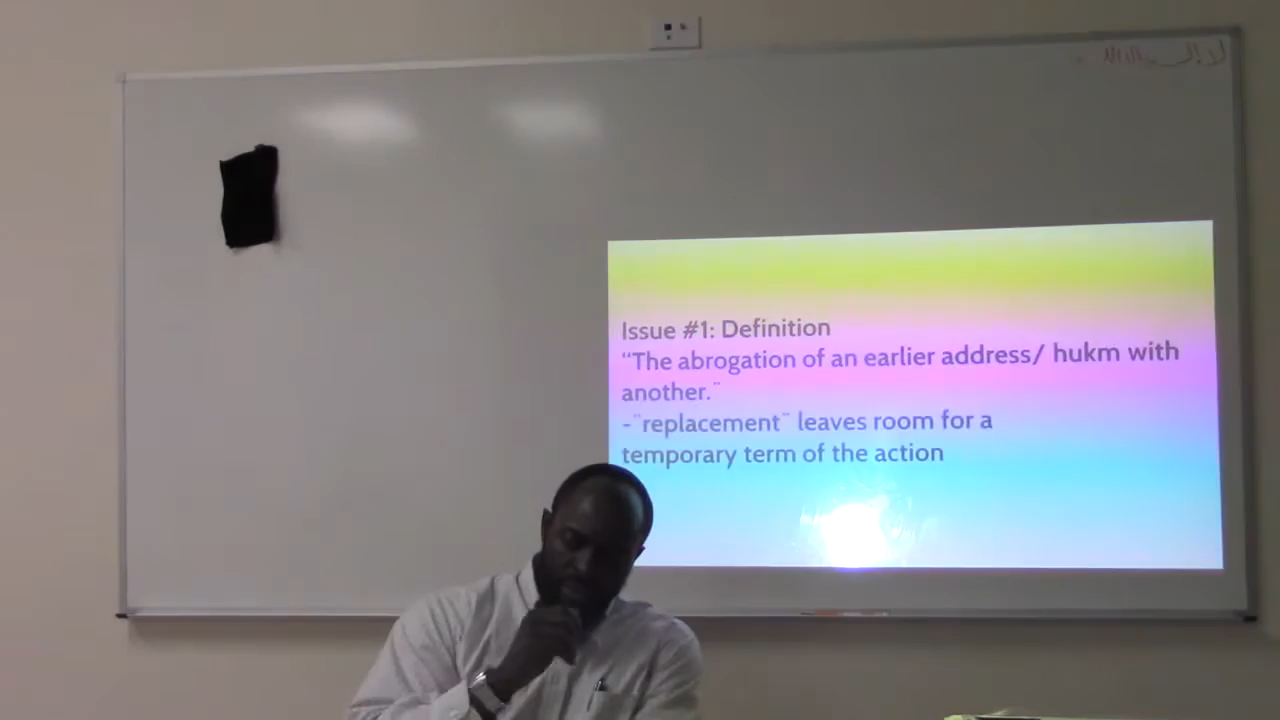 Issue #1: Definition
“The abrogation of an earlier address/ hukm with
another.¨
-¨replacement¨ leaves room for a
temporary term of the action